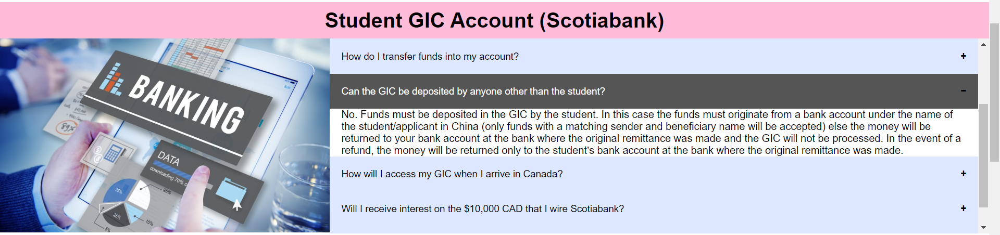 Student GIC Account (Scotiabank)
BANKING
DATA
downloading 70% c
35%
25%
25%
10%
5%
89%
Edit
How do I transfer funds into my account?
+
Can the GIC be deposited by anyone other than the student?
−
No. Funds must be deposited in the GIC by the student. In this case the funds must originate from a bank account under the name of
the student/applicant in China (only funds with a matching sender and beneficiary name will be accepted) else the money will be
returned to your bank account at the bank where the original remittance was made and the GIC will not be processed. In the event of a
refund, the money will be returned only to the student’s bank account at the bank where the original remittance was made.
How will I access my GIC when I arrive in Canada?
+
Will I receive interest on the $10,000 CAD that I wire Scotiabank?
+